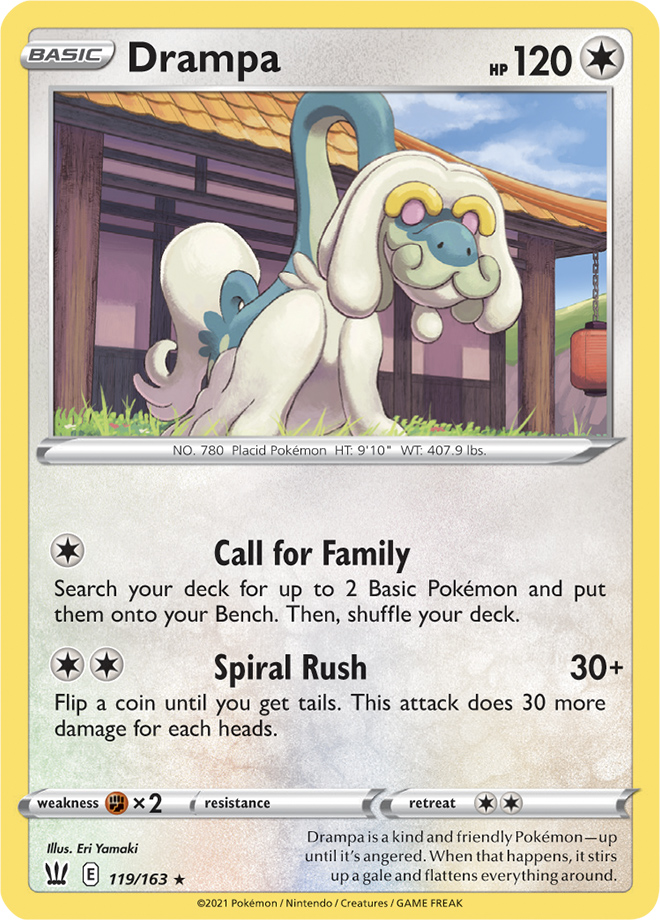 BASIC Drampa HP 120
NO. 780 Placid Pokémon HT: 9'10" WT: 407.9 lbs.
Call for Family
Search your deck for up to 2 Basic Pokémon and put
them onto your Bench. Then, shuffle your deck.
Spiral Rush 30+
Flip a coin until you get tails. This attack does 30 more
damage for each heads.
weakness ×2 resistance retreat
Illus. Eri Yamaki
Drampa is a kind and friendly Pokémon—up
until it's angered. When that happens, it stirs
up a gale and flattens everything around.
E 119/163 ★
©2021 Pokémon / Nintendo / Creatures / GAME FREAK